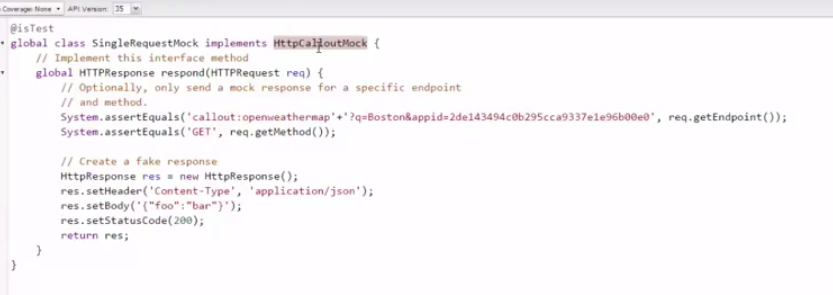 Coverage: None API Version: 35
@isTest
global class SingleRequestMock implements HttpCalloutMock {
// Implement this interface method
global HTTPResponse respond(HTTPRequest req) {
// Optionally, only send a mock response for a specific endpoint
// and method.
System.assertEquals('callout:openweathermap'+'?q=Boston&appid=2de143494c0b295cca9337e1e96b00e0', req.getEndpoint());
System.assertEquals('GET', req.getMethod());
// Create a fake response
HttpResponse res = new HttpResponse();
res.setHeader('Content-Type', 'application/json');
res.setBody('{"foo":"bar"}');
res.setStatusCode(200);
return res;
}
}